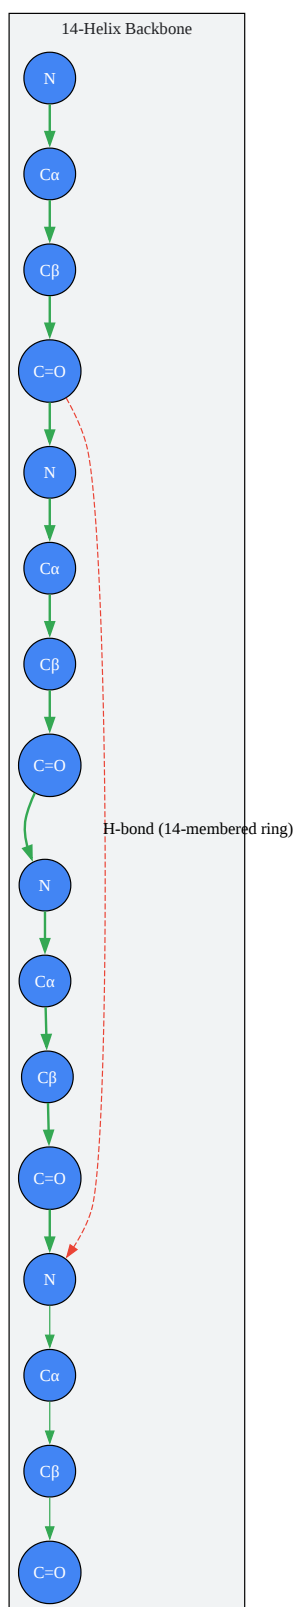 14-Helix Backbone
N
Cα
Cβ
C=O
N
Cα
Cβ
C=O
H-bond (14-membered ring)
N
Cα
Cβ
C=O
N
Cα
Cβ
C=O